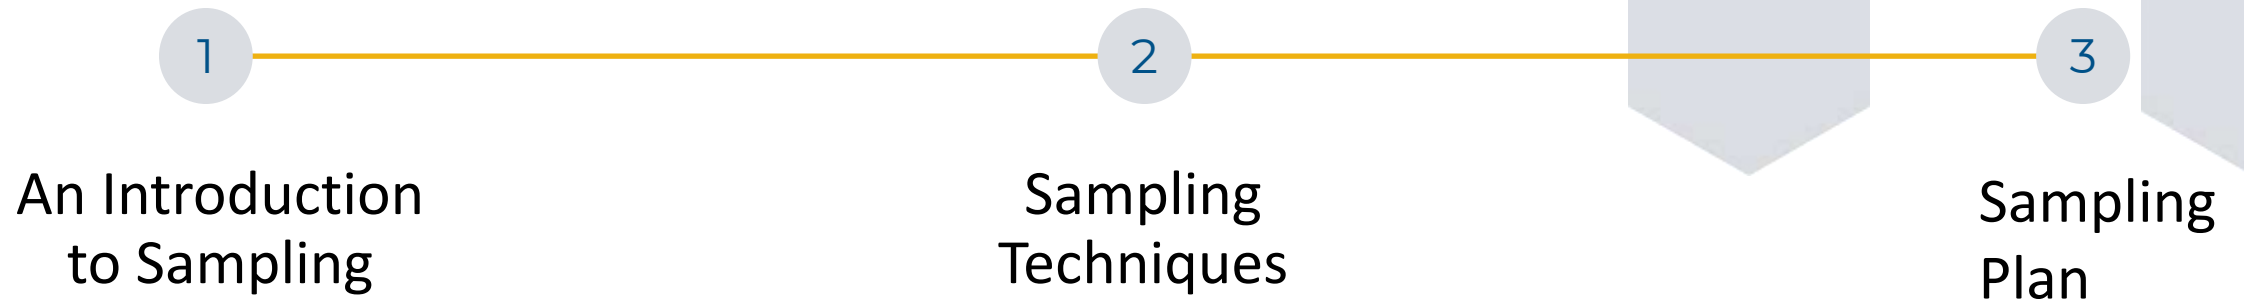 1
2
3
An Introduction
to Sampling
Sampling
Techniques
Sampling
Plan